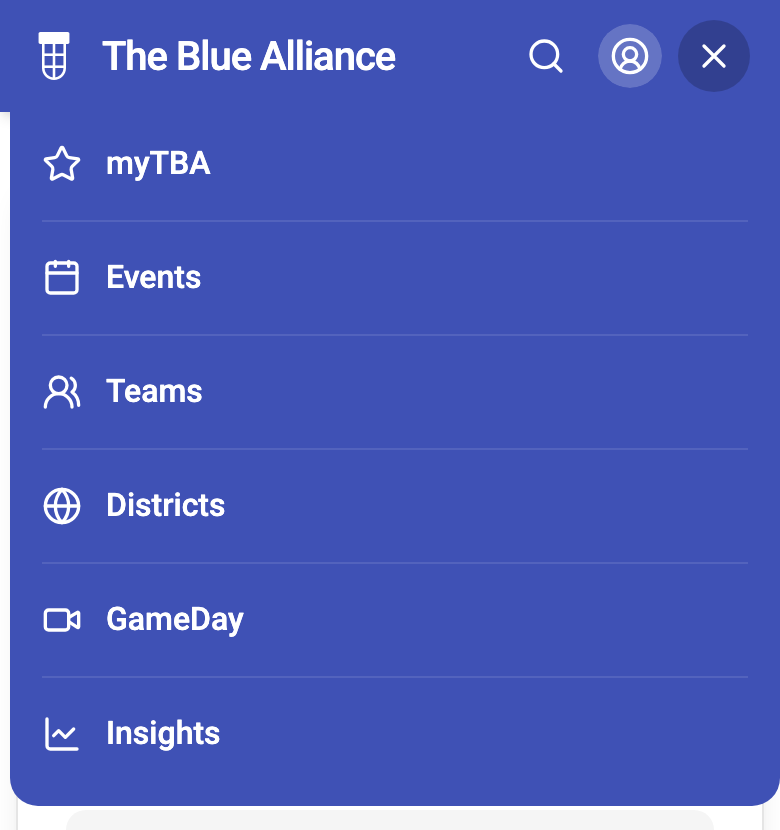 The Blue Alliance
myTBA
Events
Teams
Districts
GameDay
Insights